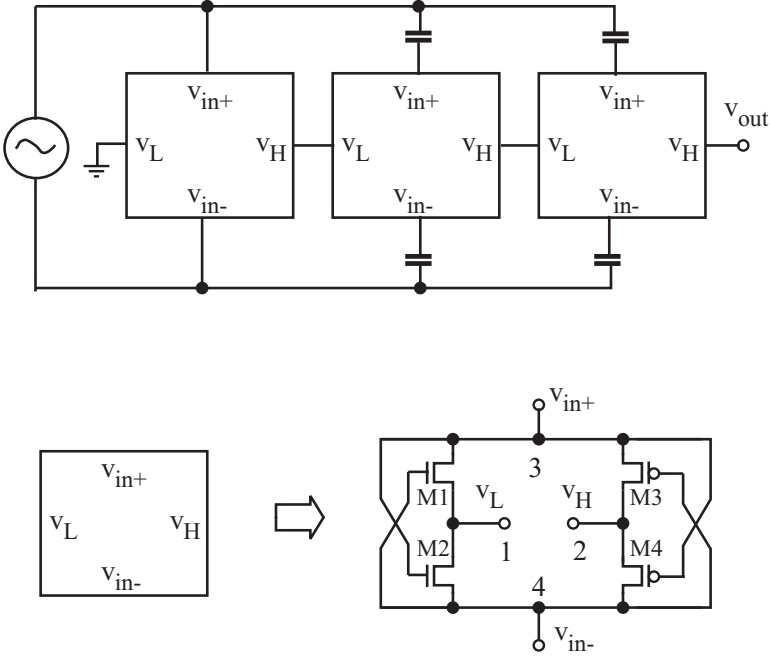 v_in+ v_in+ v_in+
v_out
v_L v_H v_L v_H v_L v_H
v_in- v_in- v_in-
v_in+
v_in+
3
M1 v_L v_H M3
v_L v_H
M2 1 2 M4
v_in-
4
v_in-